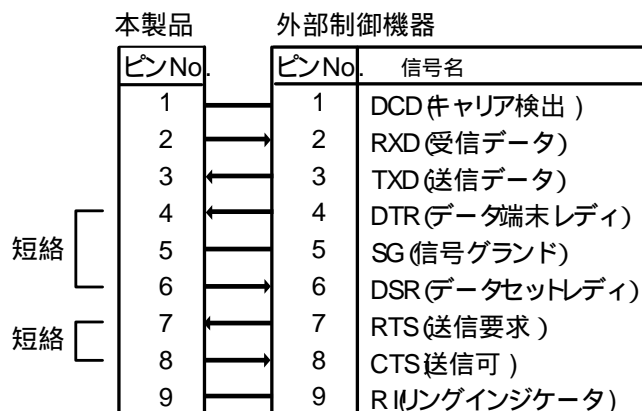 本製品 外部制御機器
ピンNo. ピンNo. 信号名
1 1 DCD(キャリア検出)
2 2 RXD(受信データ)
3 3 TXD(送信データ)
4 4 DTR(データ端末レディ)
短絡 5 5 SG(信号グランド)
6 6 DSR(データセットレディ)
7 7 RTS(送信要求)
短絡 8 8 CTS(送信可)
9 9 RI(リングインジケータ)